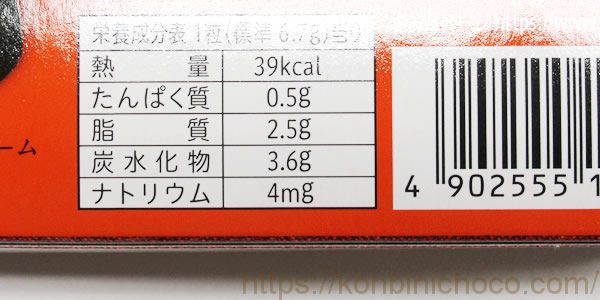 栄養成分表 1粒(標準 6.7g)当り
熱量 39kcal
たんぱく質 0.5g
脂質 2.5g
炭水化物 3.6g
ナトリウム 4mg
ーム
4 902555 1
https://konbinichoco.com/